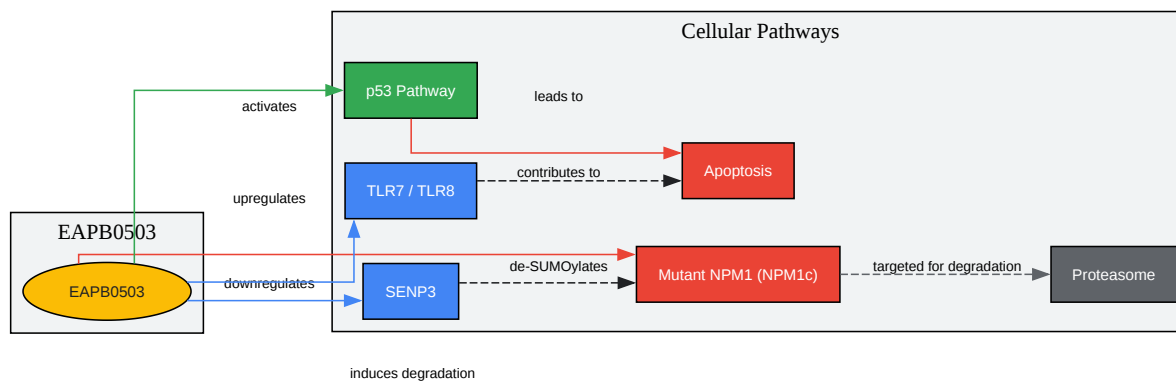 Cellular Pathways
p53 Pathway
activates
leads to
Apoptosis
TLR7 / TLR8
contributes to
upregulates
EAPB0503
EAPB0503
downregulates
SENP3
de-SUMOylates
Mutant NPM1 (NPM1c)
targeted for degradation
Proteasome
induces degradation